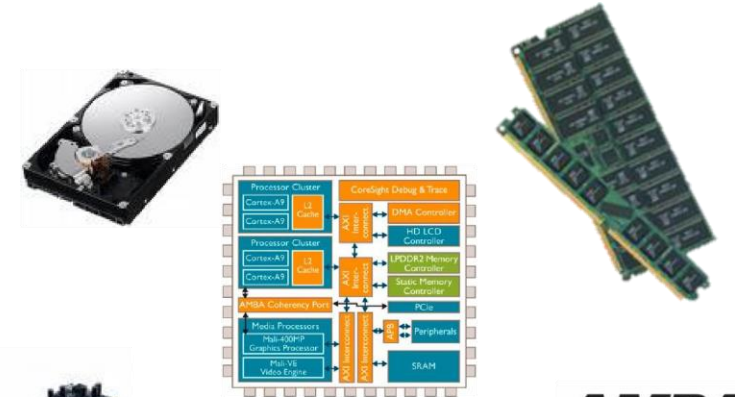 Processor Cluster
CoreSight Debug & Trace
Cortex-A9
Cortex-A9
L2
Cache
AXI
Inter-
connect
DMA Controller
HD LCD
Controller
Processor Cluster
Cortex-A9
Cortex-A9
L2
Cache
AXI
Inter-
connect
LPDDR2 Memory
Controller
Static Memory
Controller
AMBA Coherency Port
PCIe
Media Processors
Mali-400MP
Graphics Processor
Mali-VE
Video Engine
AXI Interconnect
AXI Interconnect
APB
Peripherals
SRAM